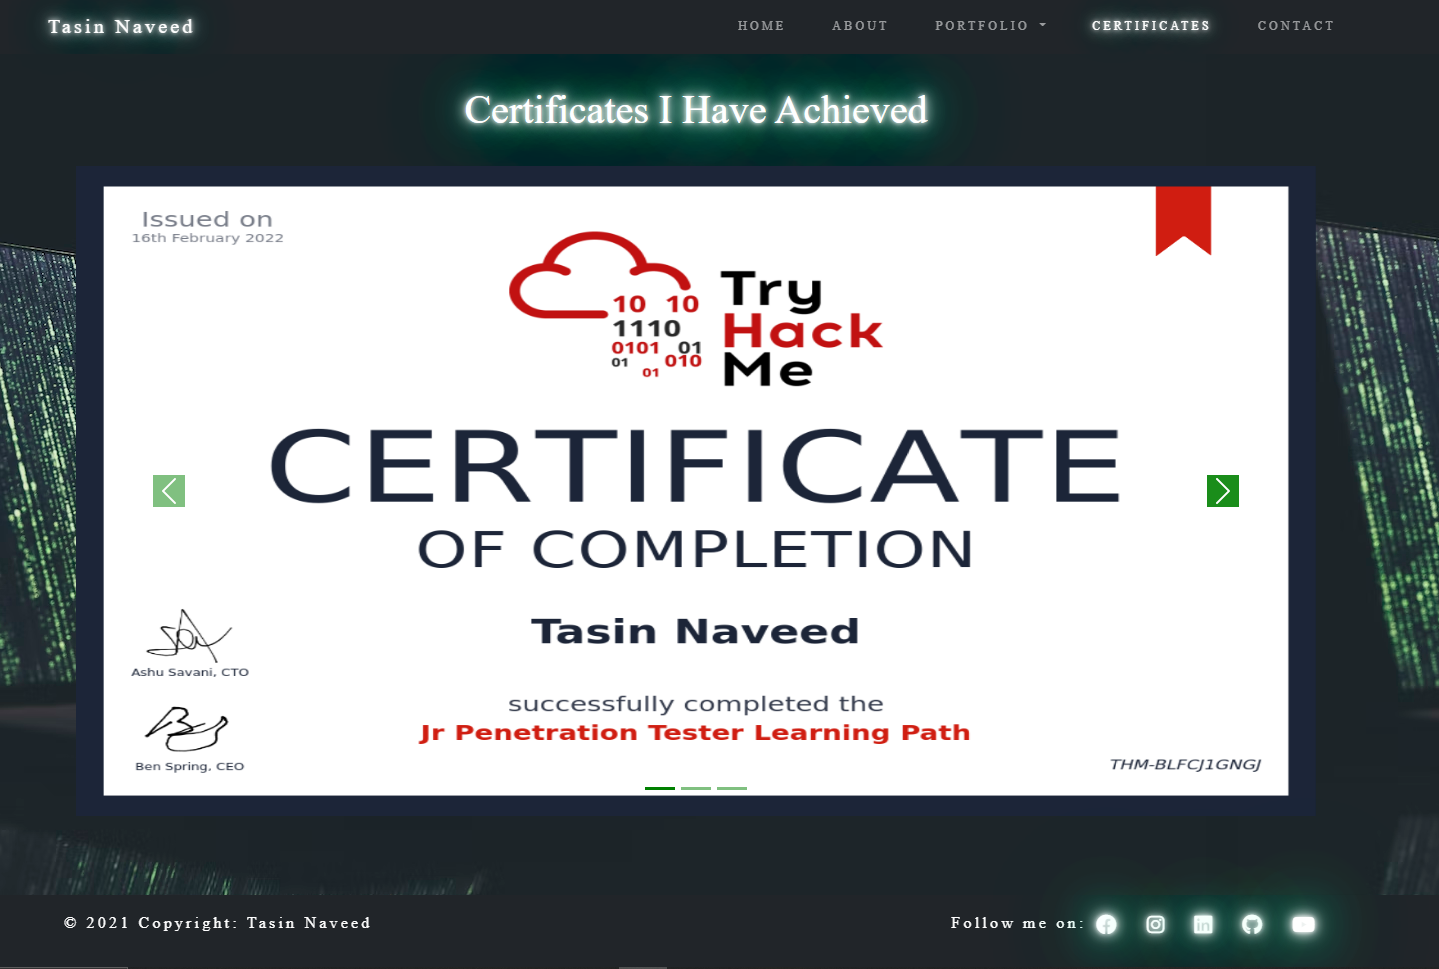 Tasin Naveed
HOME ABOUT PORTFOLIO CERTIFICATES CONTACT
Certificates I Have Achieved
Issued on
16th February 2022
10 10
1110
0101 01
01 010
01
Try
Hack
Me
CERTIFICATE
OF COMPLETION
Tasin Naveed
Ashu Savani, CTO
successfully completed the
Jr Penetration Tester Learning Path
Ben Spring, CEO
THM-BLFCJ1GNGJ
© 2021 Copyright: Tasin Naveed
Follow me on: